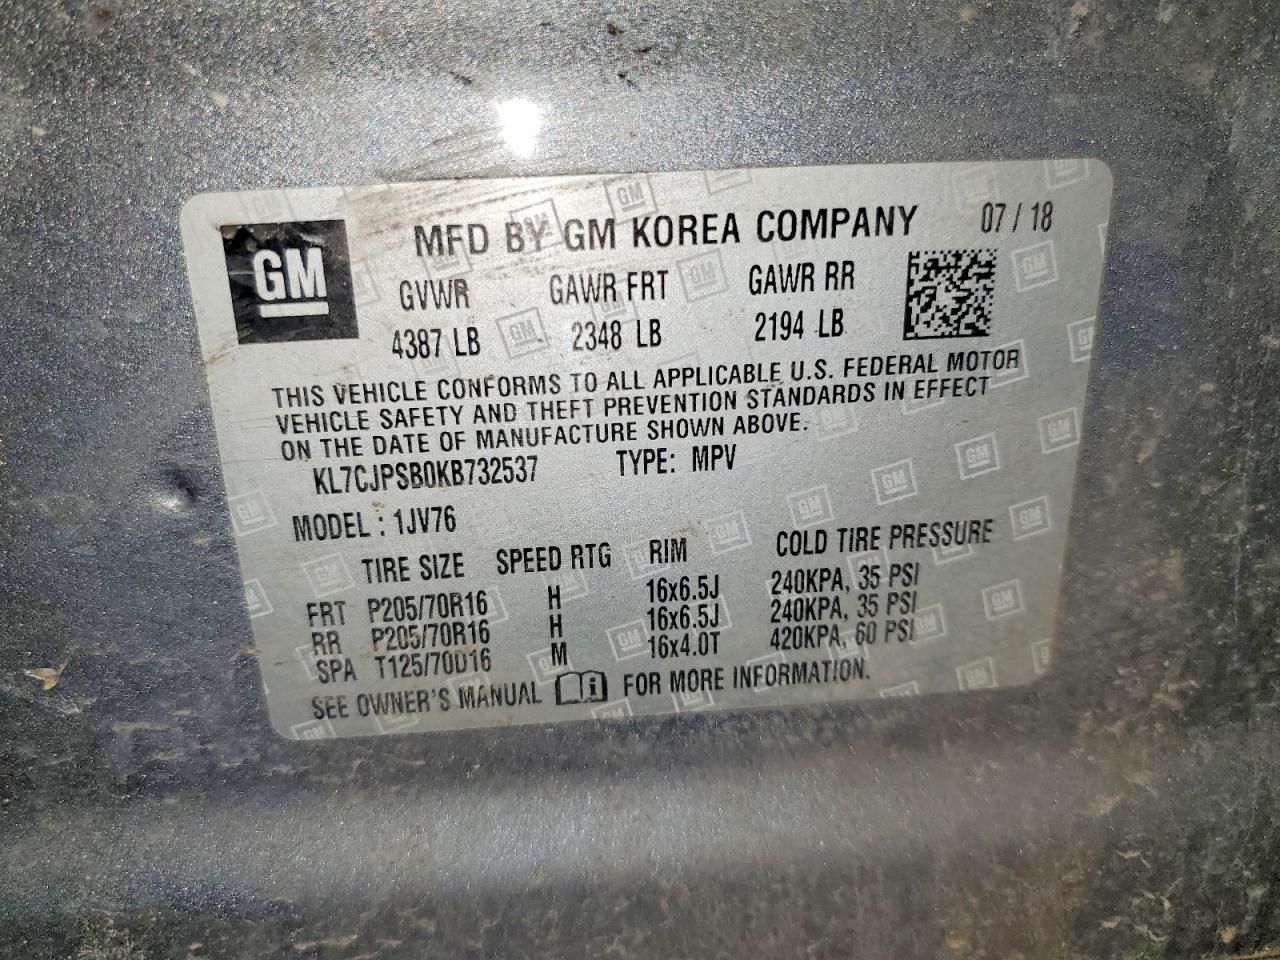 GM
MFD BY GM KOREA COMPANY 07 / 18
GVWR GAWR FRT GAWR RR
4387 LB 2348 LB 2194 LB
THIS VEHICLE CONFORMS TO ALL APPLICABLE U.S. FEDERAL MOTOR
VEHICLE SAFETY AND THEFT PREVENTION STANDARDS IN EFFECT
ON THE DATE OF MANUFACTURE SHOWN ABOVE.
KL7CJPSB0KB732537 TYPE: MPV
MODEL : 1JV76
TIRE SIZE SPEED RTG RIM COLD TIRE PRESSURE
FRT P205/70R16 H 16x6.5J 240KPA, 35 PSI
RR P205/70R16 H 16x6.5J 240KPA, 35 PSI
SPA T125/70D16 M 16x4.0T 420KPA, 60 PSI
SEE OWNER'S MANUAL i FOR MORE INFORMATION.